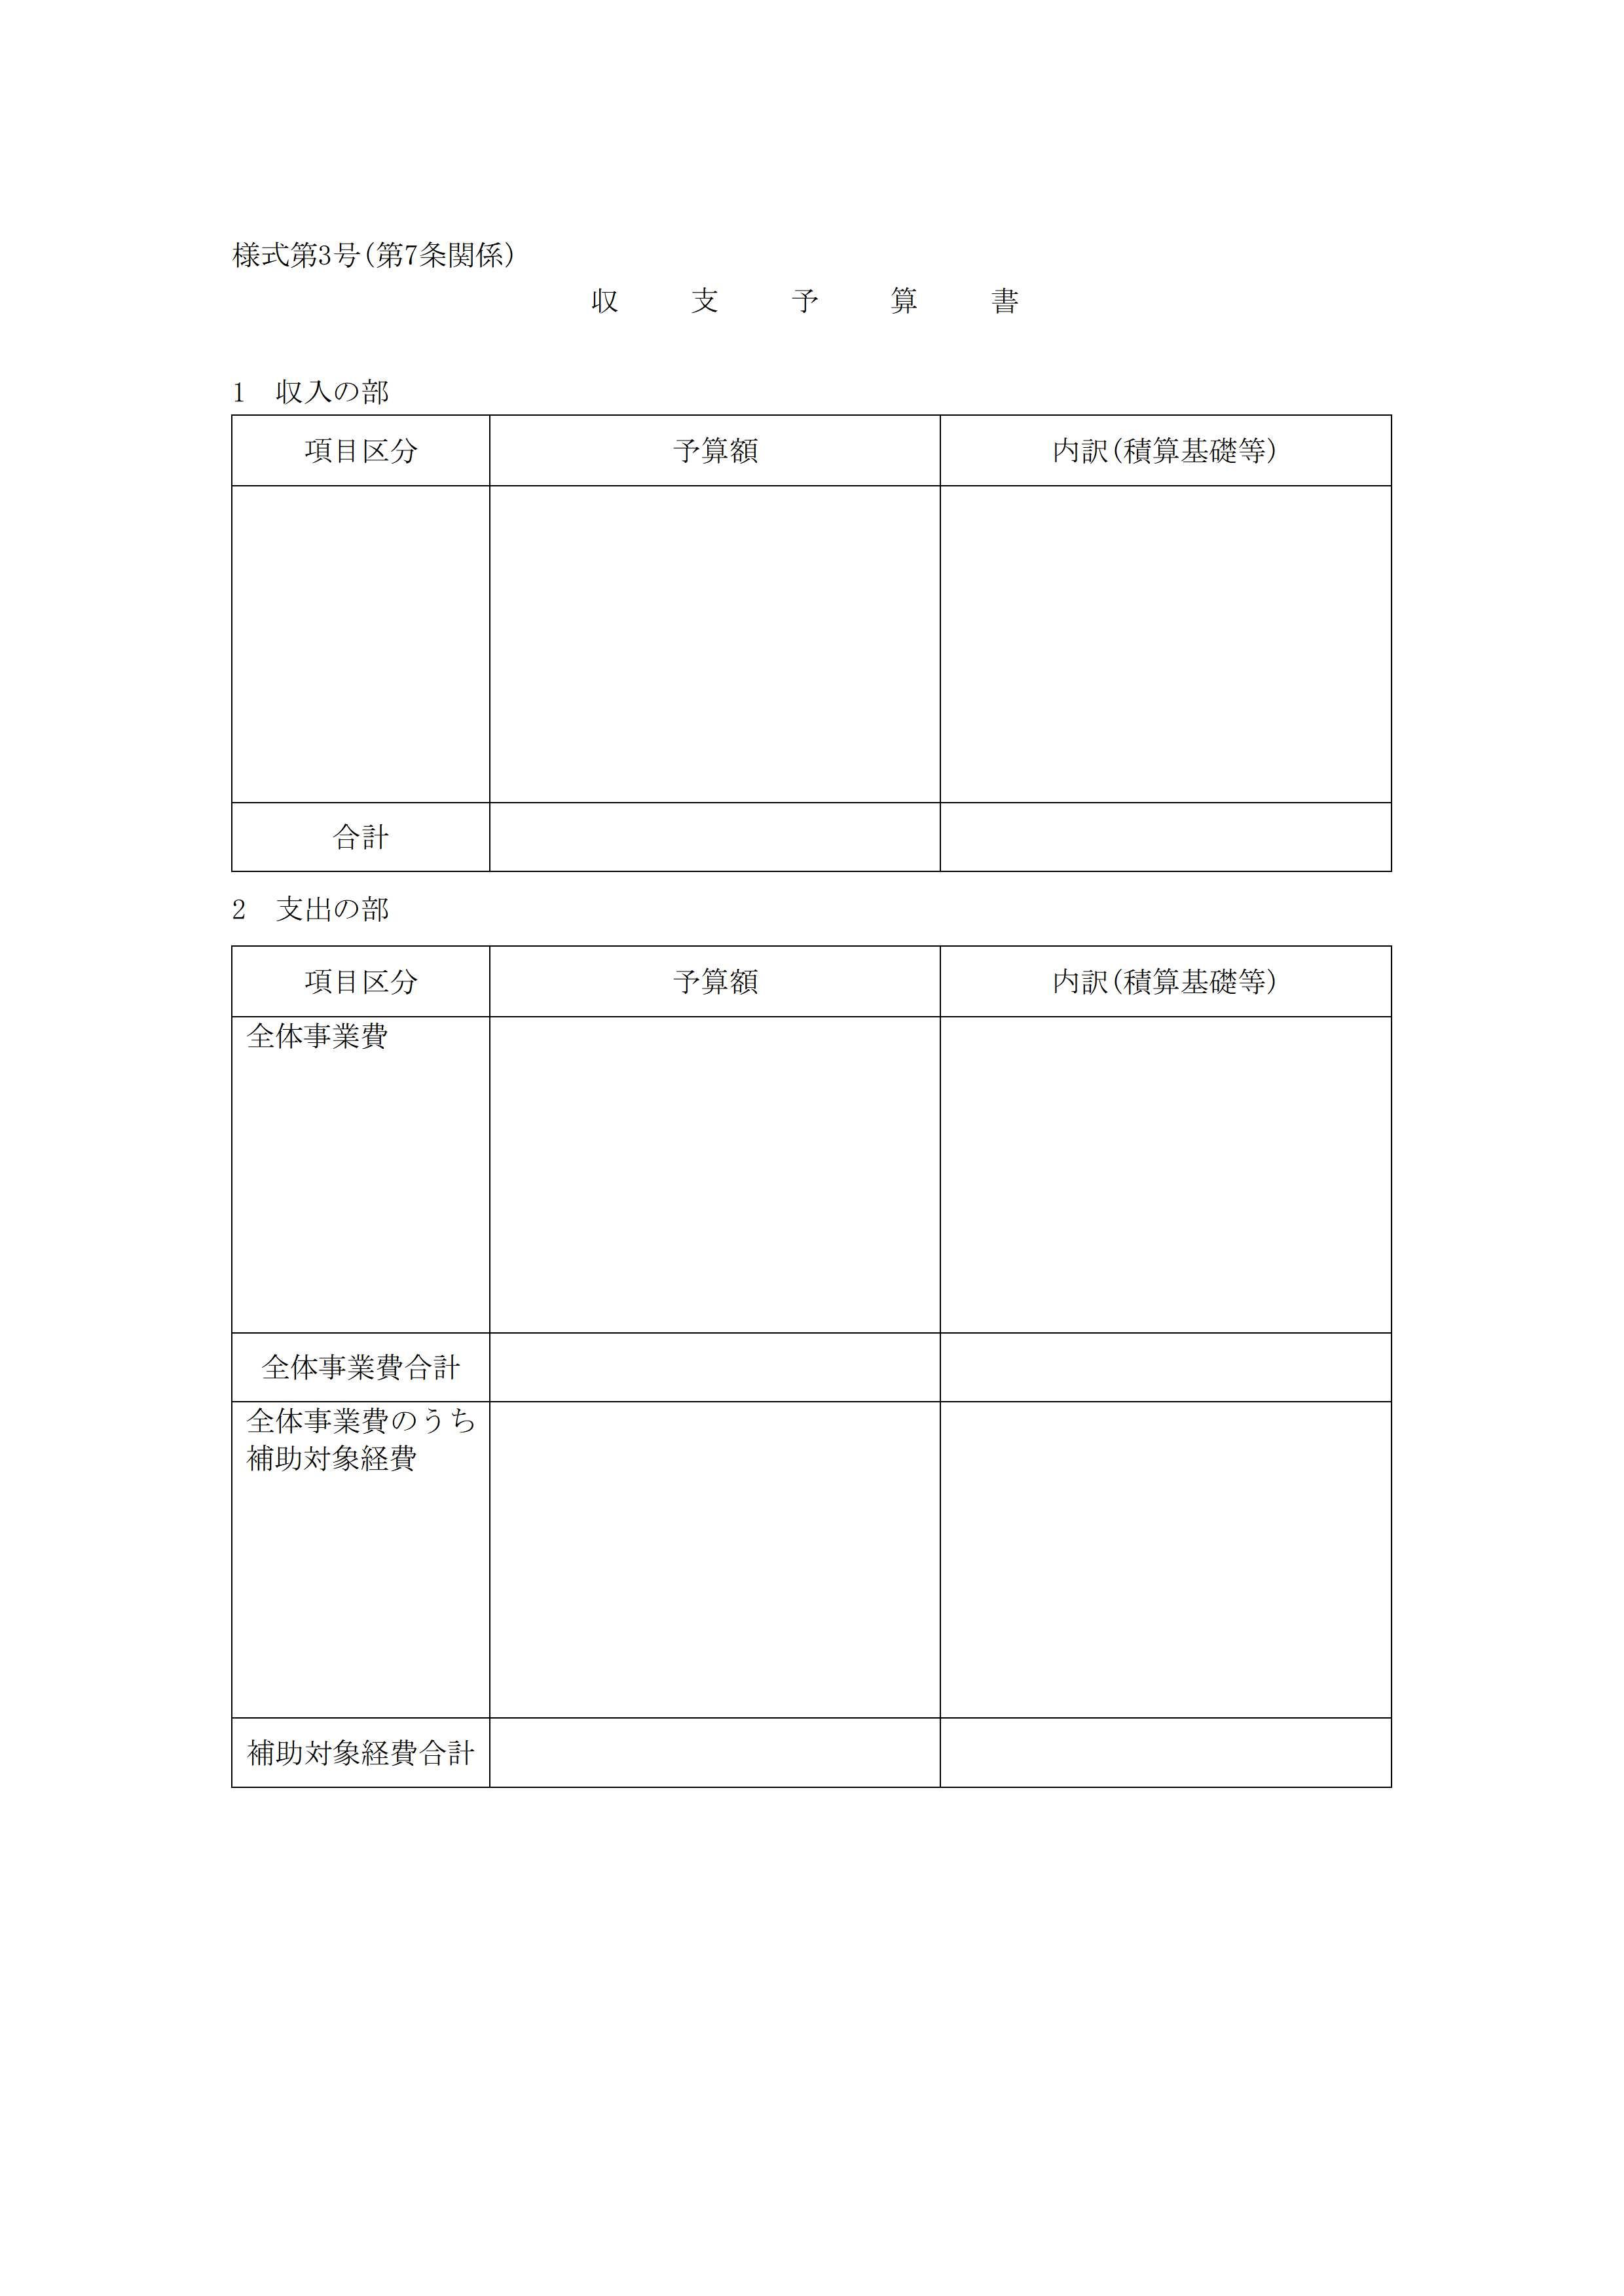 様式第3号(第7条関係)
収　支　予　算　書
1　収入の部
項目区分　予算額　内訳(積算基礎等)
合計
2　支出の部
項目区分　予算額　内訳(積算基礎等)
全体事業費
全体事業費合計
全体事業費のうち
補助対象経費
補助対象経費合計